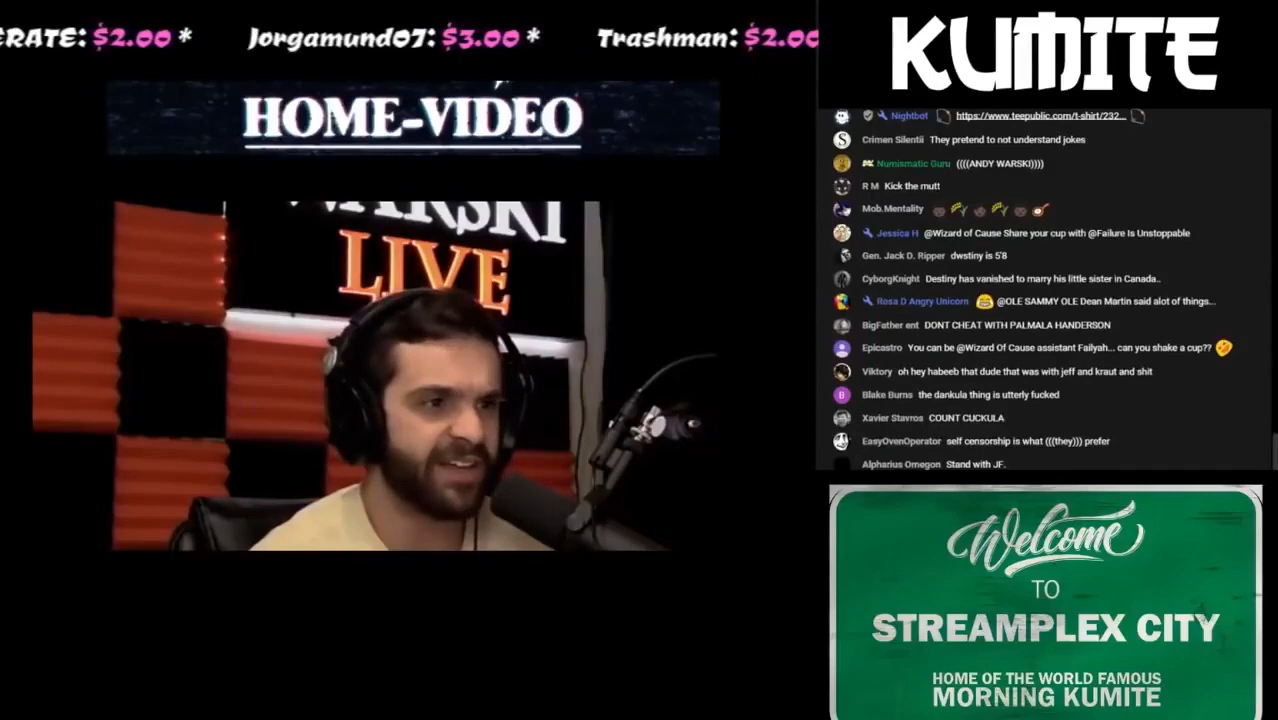 ERATE: $2.00 * Jorgamund07: $3.00 * Trashman: $2.00
KUMITE
HOME-VIDEO
WARSKI
LIVE
Nightbot https://www.teepublic.com/t-shirt/232...
Crimen Silentii They pretend to not understand jokes
Numismatic Guru ((((ANDY WARSKI))))
R M Kick the mutt
Mob.Mentality
Jessica H @Wizard of Cause Share your cup with @Failure Is Unstoppable
Gen. Jack D. Ripper dwstiny is 5'8
CyborgKnight Destiny has vanished to marry his little sister in Canada..
Rosa D Angry Unicorn @OLE SAMMY OLE Dean Martin said alot of things...
BigFather ent DONT CHEAT WITH PALMALA HANDERSON
Epicastro You can be @Wizard Of Cause assistant Failyah... can you shake a cup??
Viktory oh hey habeeb that dude that was with jeff and kraut and shit
B Blake Burns the dankula thing is utterly fucked
Xavier Stavros COUNT CUCKULA
EasyOvenOperator self censorship is what (((they))) prefer
Alpharius Omegon Stand with JF.
Welcome
TO
STREAMPLEX CITY
HOME OF THE WORLD FAMOUS
MORNING KUMITE